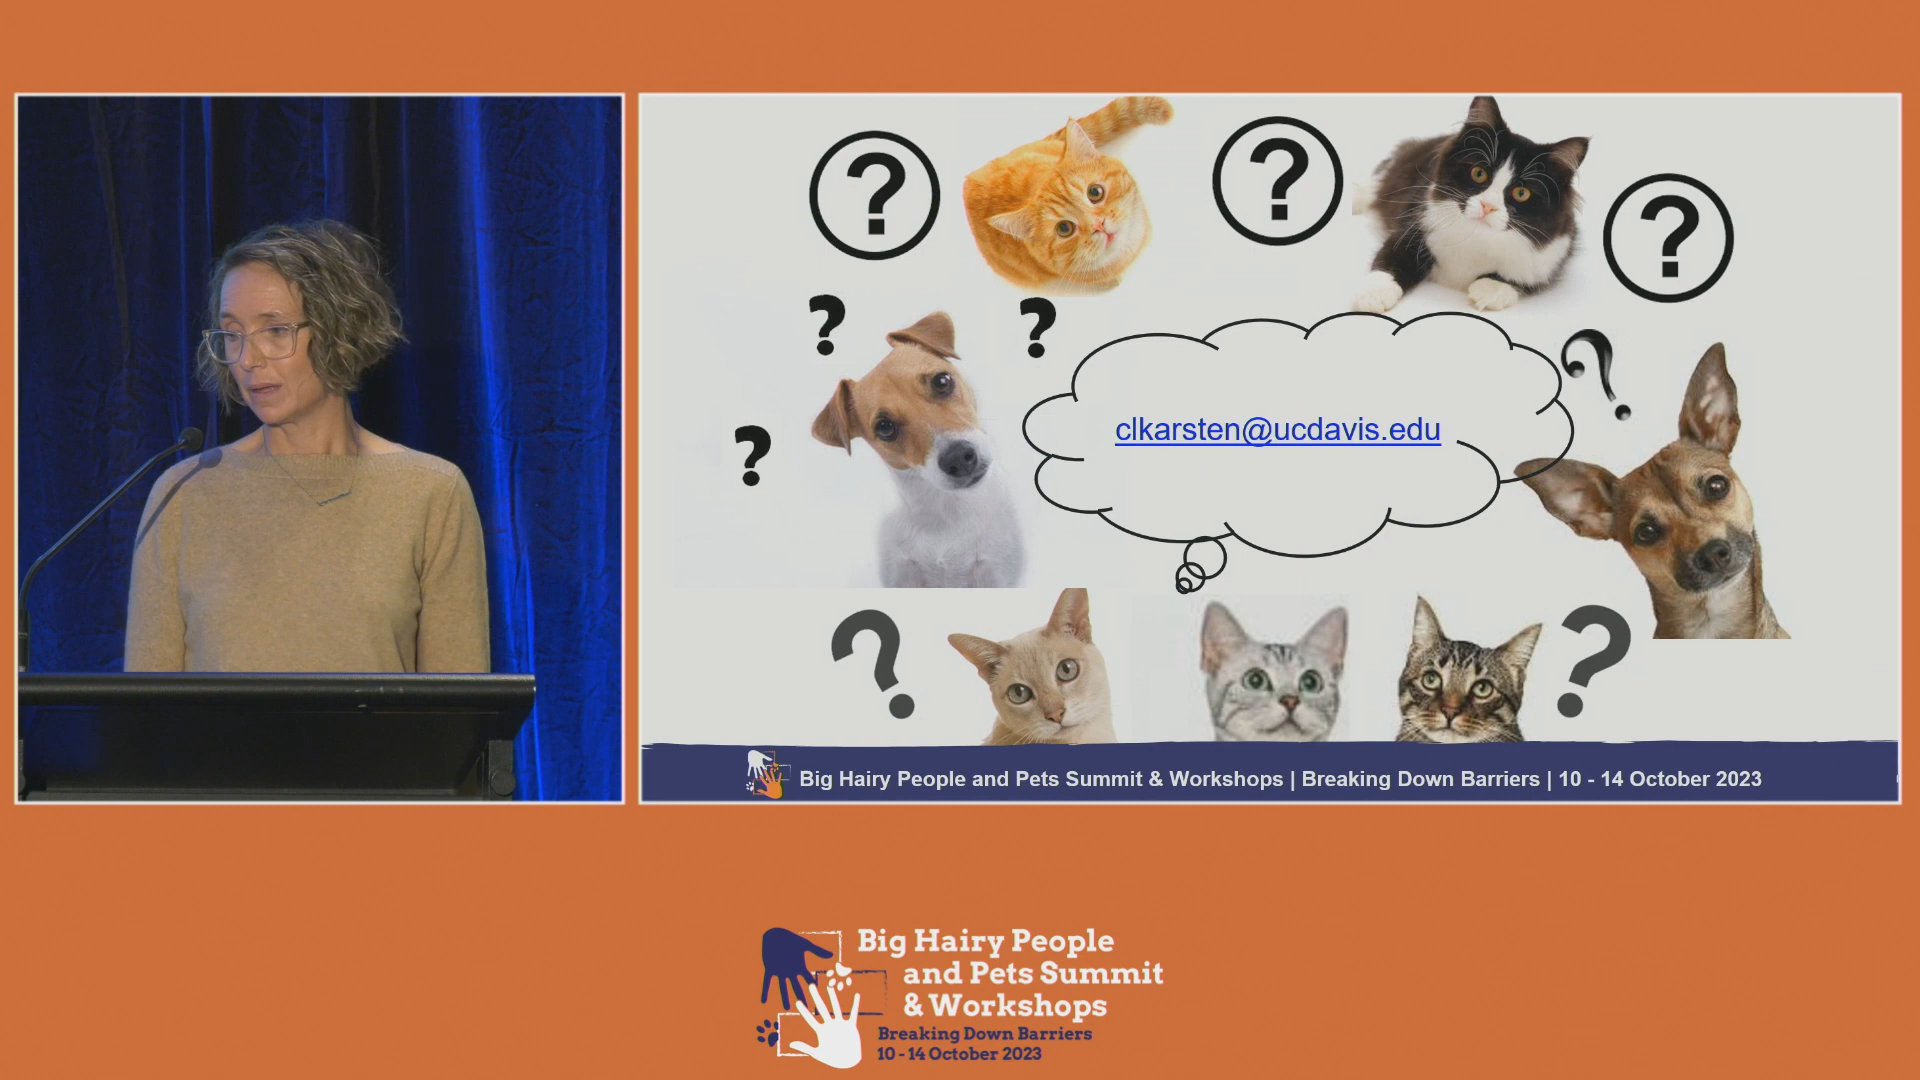 ?
?
?
?
?
?
?
clkarsten@ucdavis.edu
?
?
Big Hairy People and Pets Summit & Workshops | Breaking Down Barriers | 10 - 14 October 2023
Big Hairy People
and Pets Summit
& Workshops
Breaking Down Barriers
10 - 14 October 2023